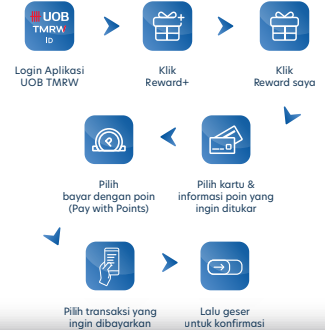 UOB
TMRW
ID
Login Aplikasi
UOB TMRW
Klik
Reward+
Klik
Reward saya
Pilih
bayar dengan poin
(Pay with Points)
Pilih kartu &
informasi poin yang
ingin ditukar
Pilih transaksi yang
ingin dibayarkan
Lalu geser
untuk konfirmasi